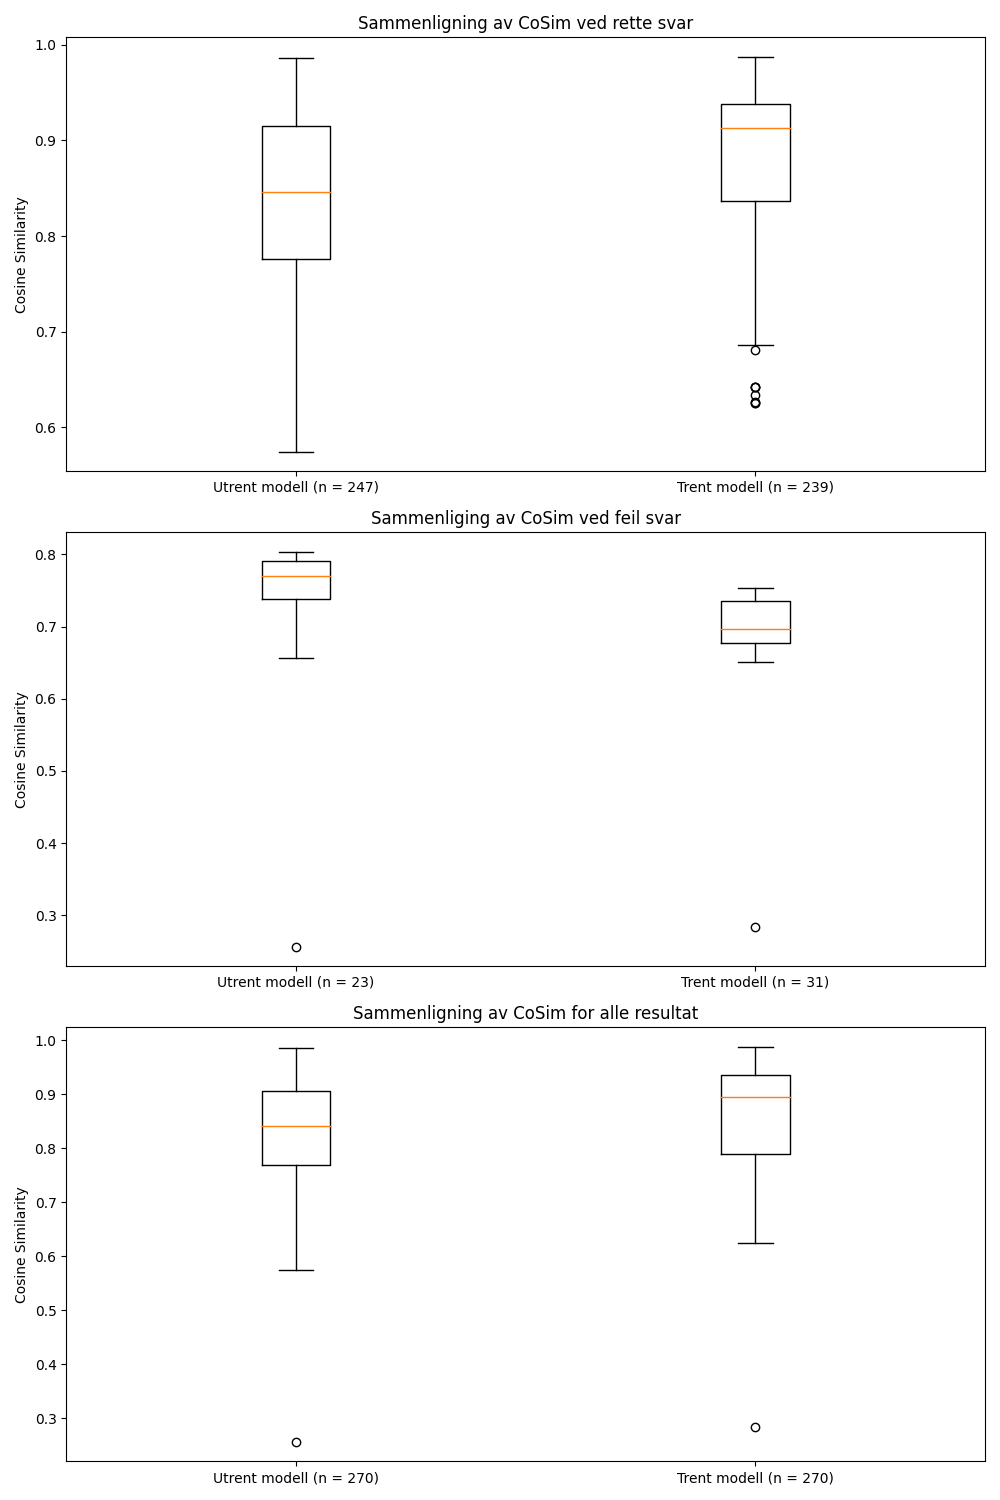 Sammenligning av CoSim ved rette svar
1.0
0.9
0.8
0.7
0.6
Cosine Similarity
Utrent modell (n = 247)
Trent modell (n = 239)
Sammenliging av CoSim ved feil svar
0.8
0.7
0.6
0.5
0.4
0.3
Cosine Similarity
Utrent modell (n = 23)
Trent modell (n = 31)
Sammenligning av CoSim for alle resultat
1.0
0.9
0.8
0.7
0.6
0.5
0.4
0.3
Cosine Similarity
Utrent modell (n = 270)
Trent modell (n = 270)